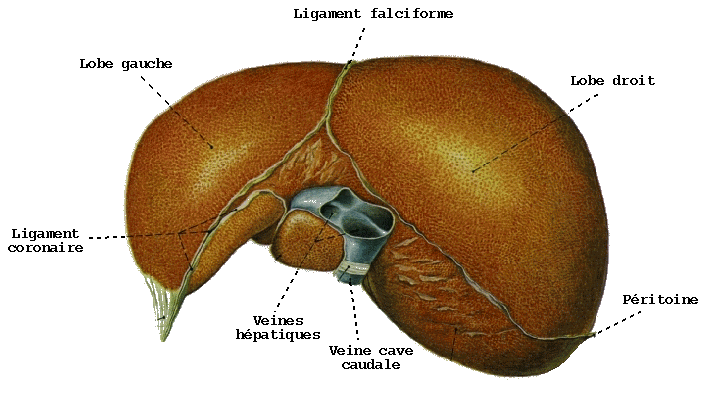 Ligament falciforme
Lobe gauche
Lobe droit
Ligament
coronaire
Péritoine
Veines
hépatiques
Veine cave
caudale